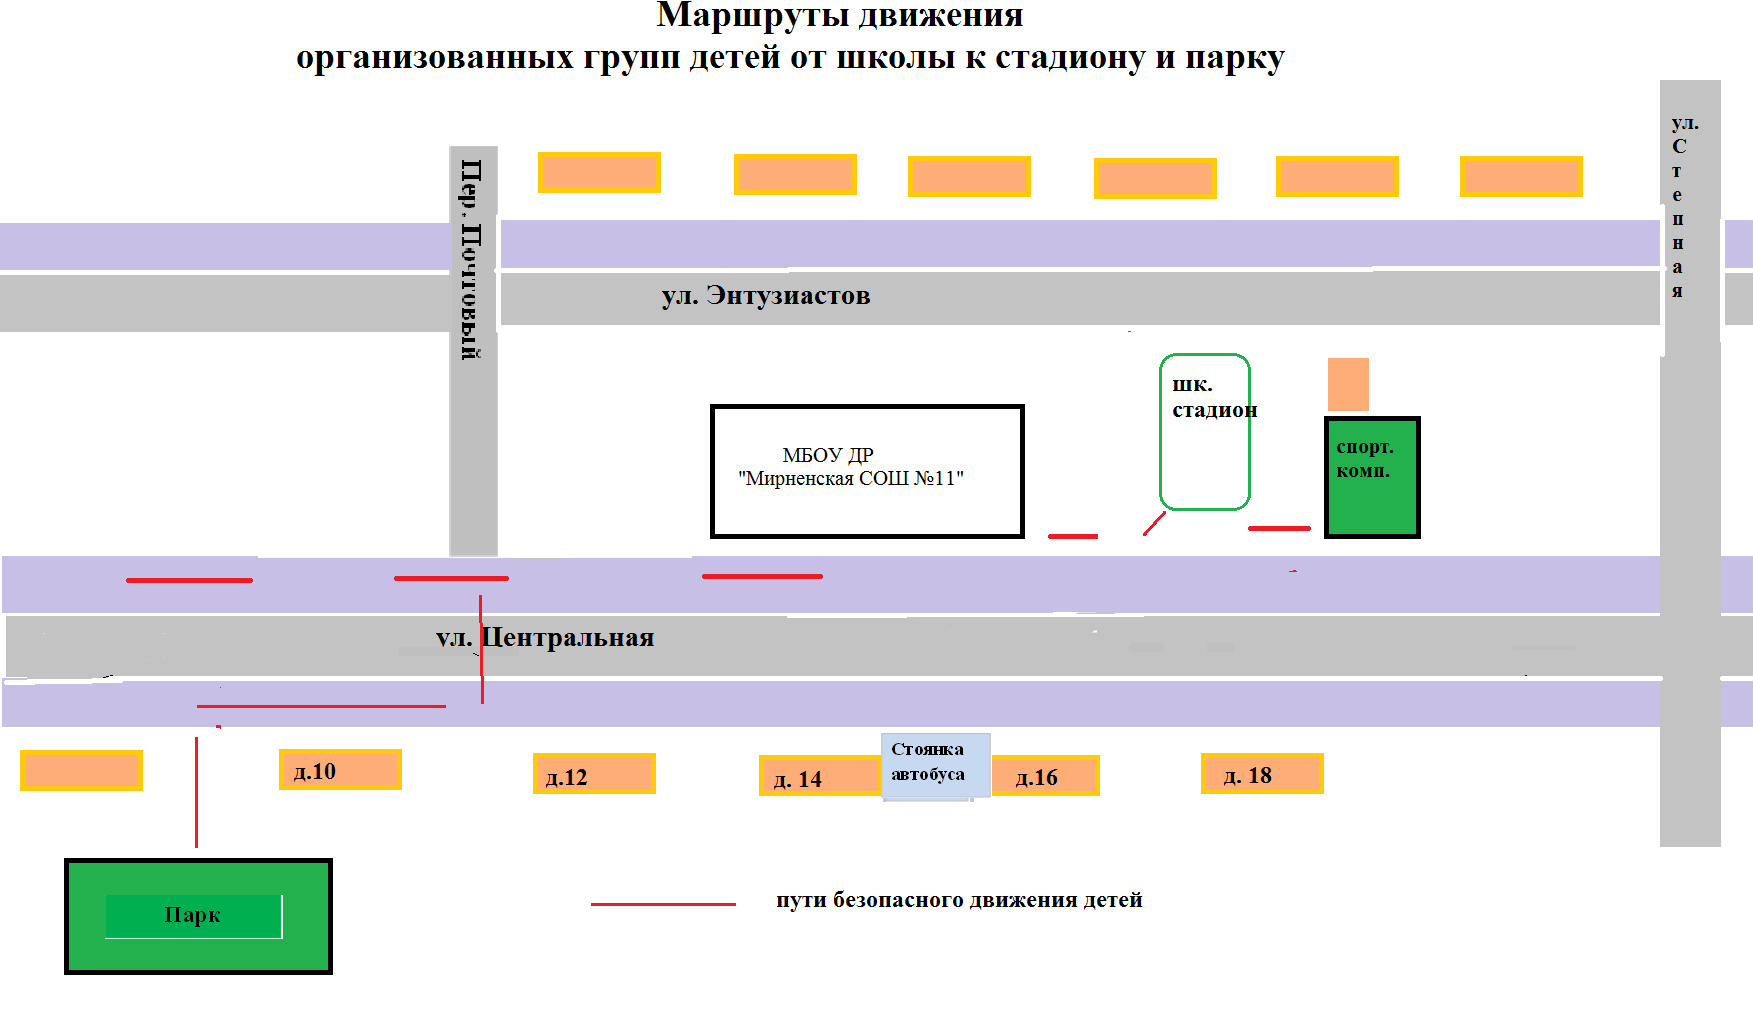 Маршруты движения
организованных групп детей от школы к стадиону и парку
ул.
С
т
е
п
н
а
я
Пер. Почтовый
ул. Энтузиастов
шк.
стадион
МБОУ ДР
"Мирненская СОШ №11"
спорт.
комп.
ул. Центральная
Стоянка
автобуса
д.10
д.12
д. 14
д.16
д. 18
Парк
пути безопасного движения детей